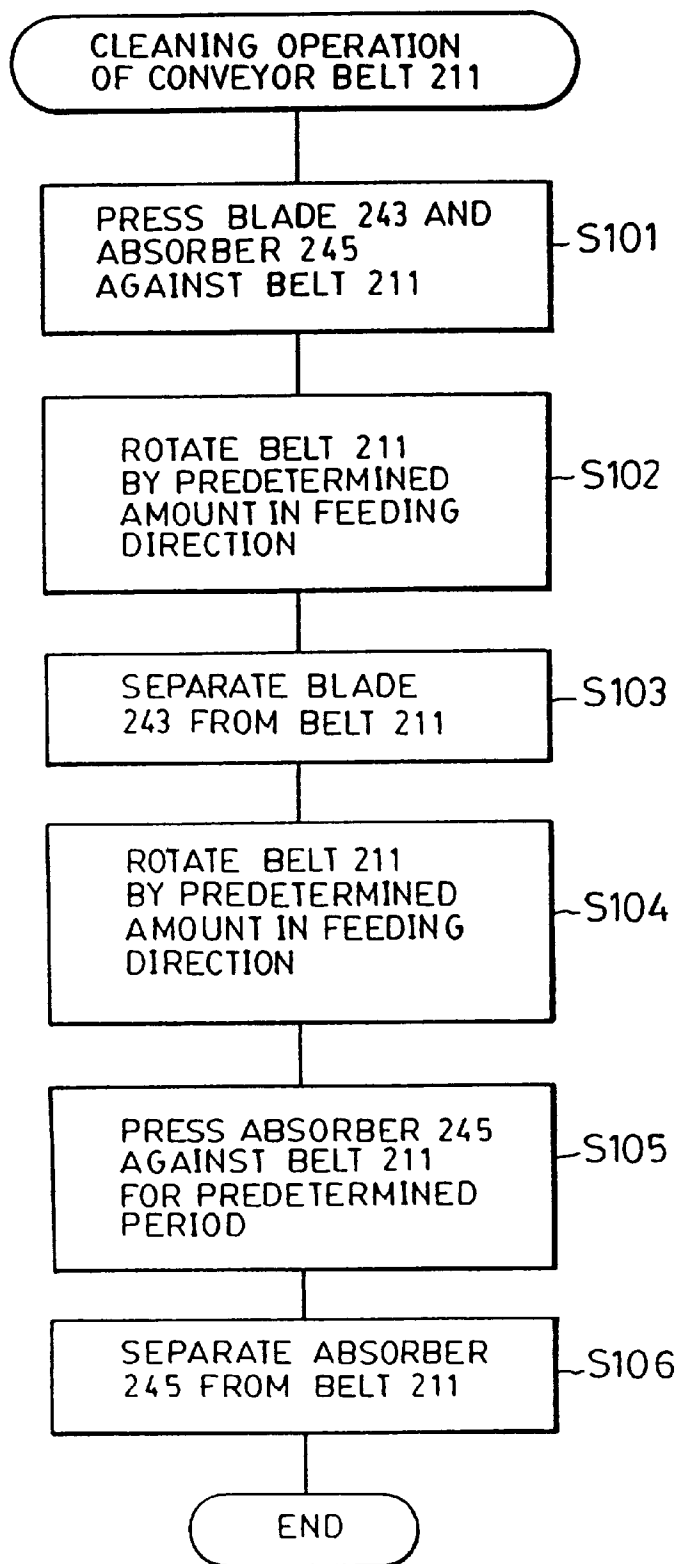 CLEANING OPERATION
OF CONVEYOR BELT 211
PRESS BLADE 243 AND
ABSORBER 245
AGAINST BELT 211
S101
ROTATE BELT 211
BY PREDETERMINED
AMOUNT IN FEEDING
DIRECTION
S102
SEPARATE BLADE
243 FROM BELT 211
S103
ROTATE BELT 211
BY PREDETERMINED
AMOUNT IN FEEDING
DIRECTION
S104
PRESS ABSORBER 245
AGAINST BELT 211
FOR PREDETERMINED
PERIOD
S105
SEPARATE ABSORBER
245 FROM BELT 211
S106
END